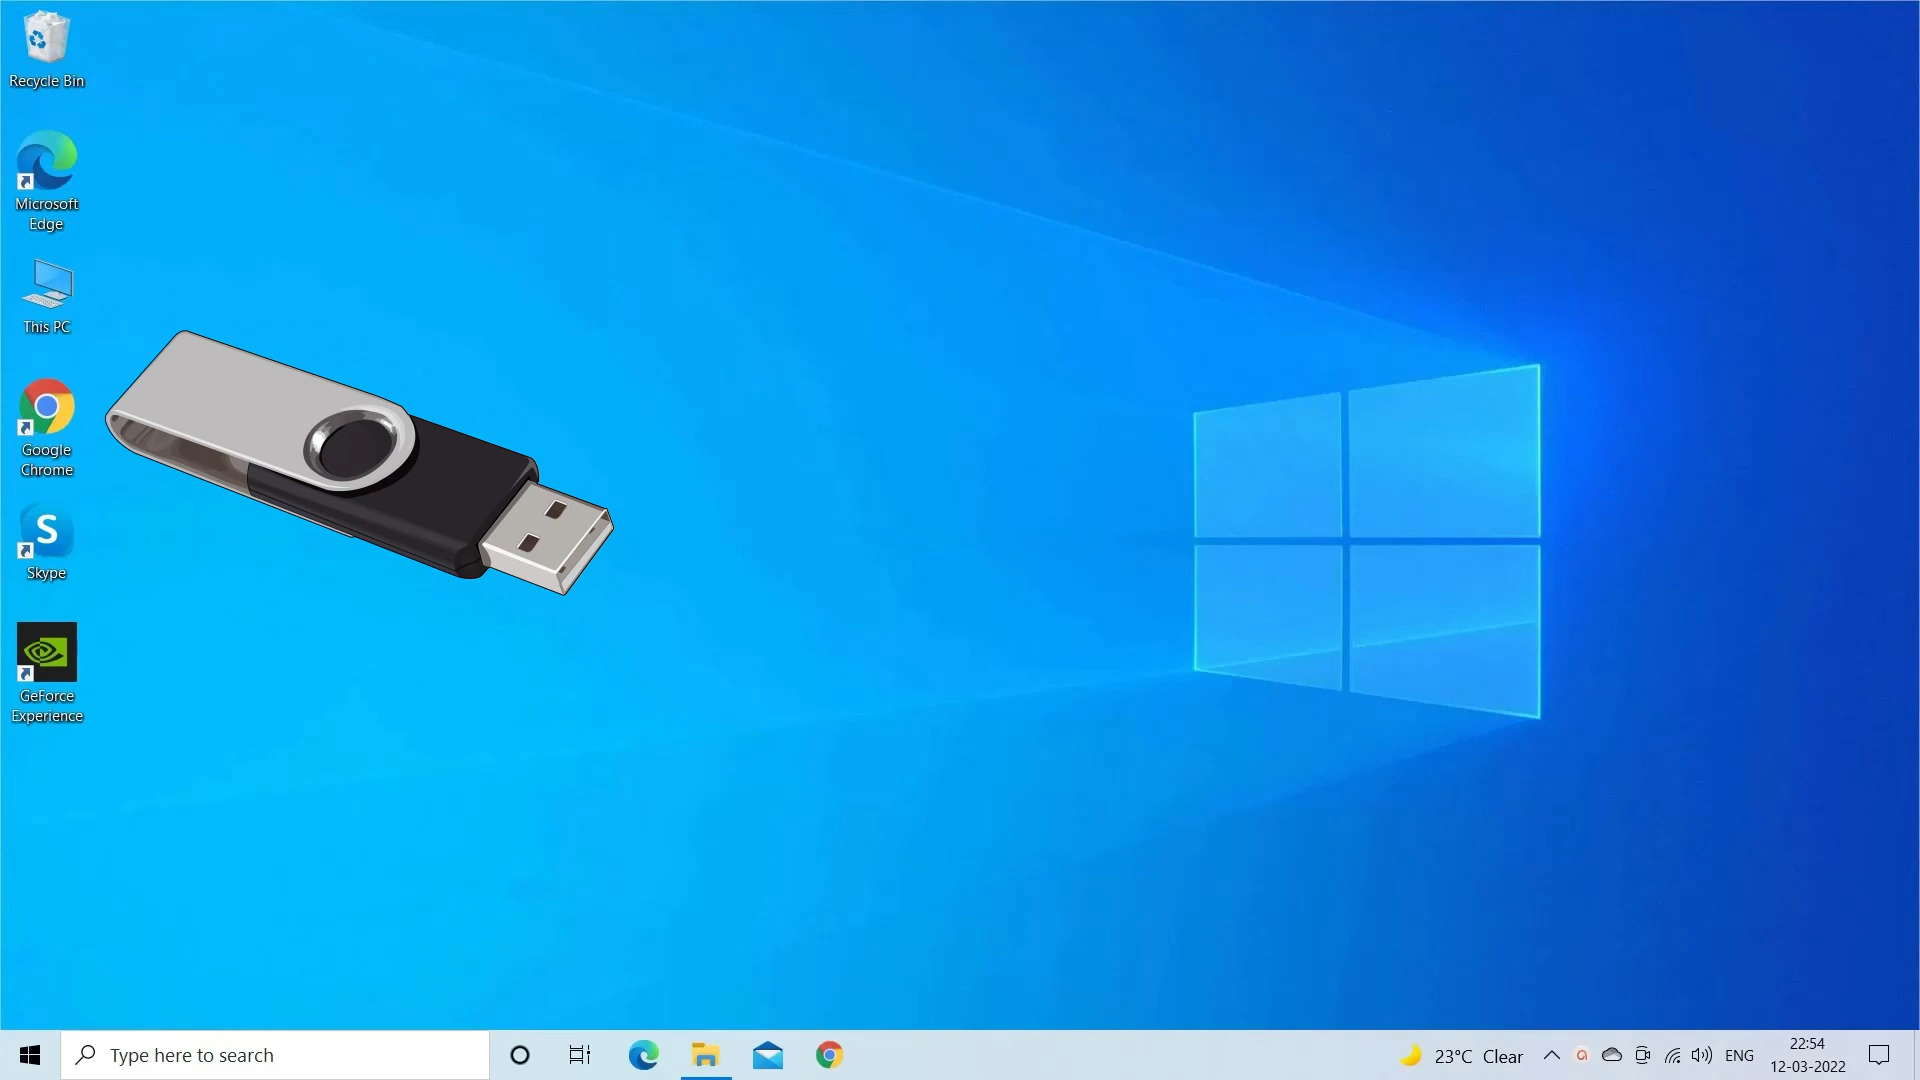 Recycle Bin
Microsoft
Edge
This PC
Google
Chrome
S
Skype
GeForce
Experience
Type here to search
23°C Clear
ENG
22:54
12-03-2022